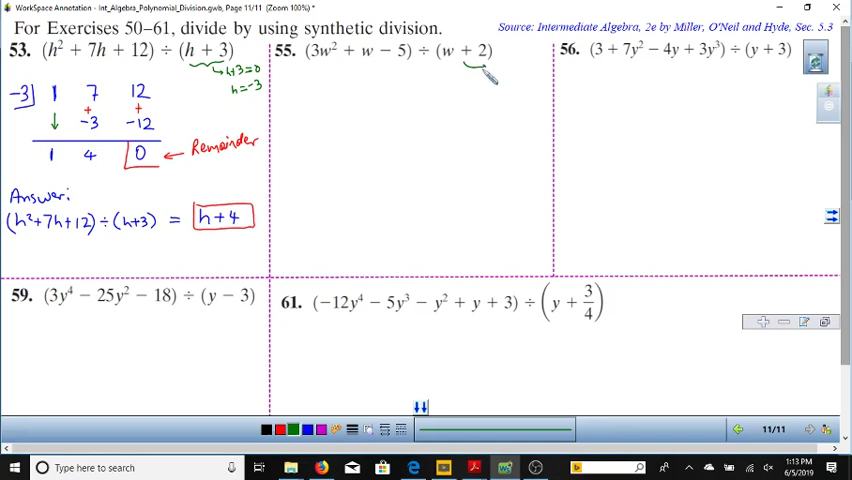 WorkSpace Annotation - Int_Algebra_Polynomial_Division.gwb, Page 11/11 (Zoom 100%) *
For Exercises 50–61, divide by using synthetic division.
Source: Intermediate Algebra, 2e by Miller, O'Neil and Hyde, Sec. 5.3
53. (h² + 7h + 12) ÷ (h + 3)
h+3=0
h=-3
-3 1 7 12
+ +
-3 -12
1 4 0 ← Remainder
Answer:
(h²+7h+12)÷(h+3) = h+4
55. (3w² + w − 5) ÷ (w + 2)
56. (3 + 7y² − 4y + 3y³) ÷ (y + 3)
59. (3y⁴ − 25y² − 18) ÷ (y − 3)
61. (−12y⁴ − 5y³ − y² + y + 3) ÷ (y + 3/4)
11/11
Type here to search
1:13 PM
6/5/2019